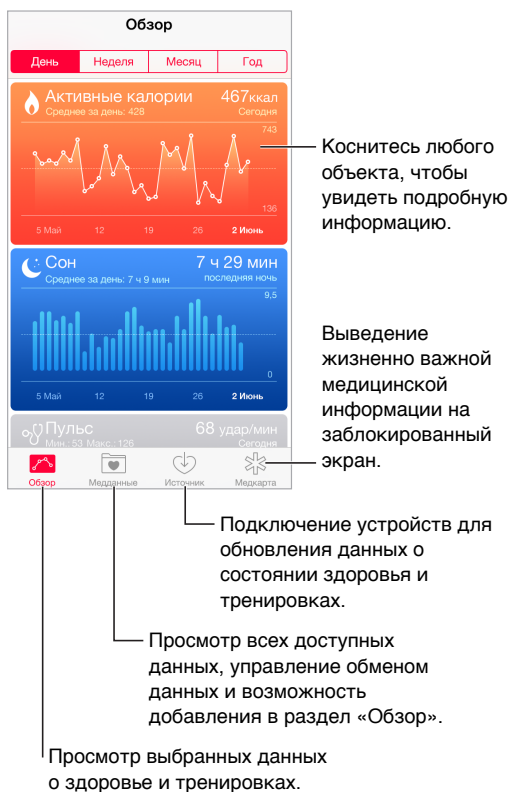 Обзор
День Неделя Месяц Год
Активные калории 467ккал
Среднее за день: 428 Сегодня
743
136
5 Май 12 19 26 2 Июнь
Сон 7 ч 29 мин
Среднее за день: 7 ч 9 мин последняя ночь
9,5
0
5 Май 12 19 26 2 Июнь
Пульс 68 удар/мин
Мин.: 53 Макс.: 126 Сегодня
Обзор Медданные Источник Медкарта
Коснитесь любого
объекта, чтобы
увидеть подробную
информацию.
Выведение
жизненно важной
медицинской
информации на
заблокированный
экран.
Подключение устройств для
обновления данных о
состоянии здоровья и
тренировках.
Просмотр всех доступных
данных, управление обменом
данных и возможность
добавления в раздел «Обзор».
Просмотр выбранных данных
о здоровье и тренировках.